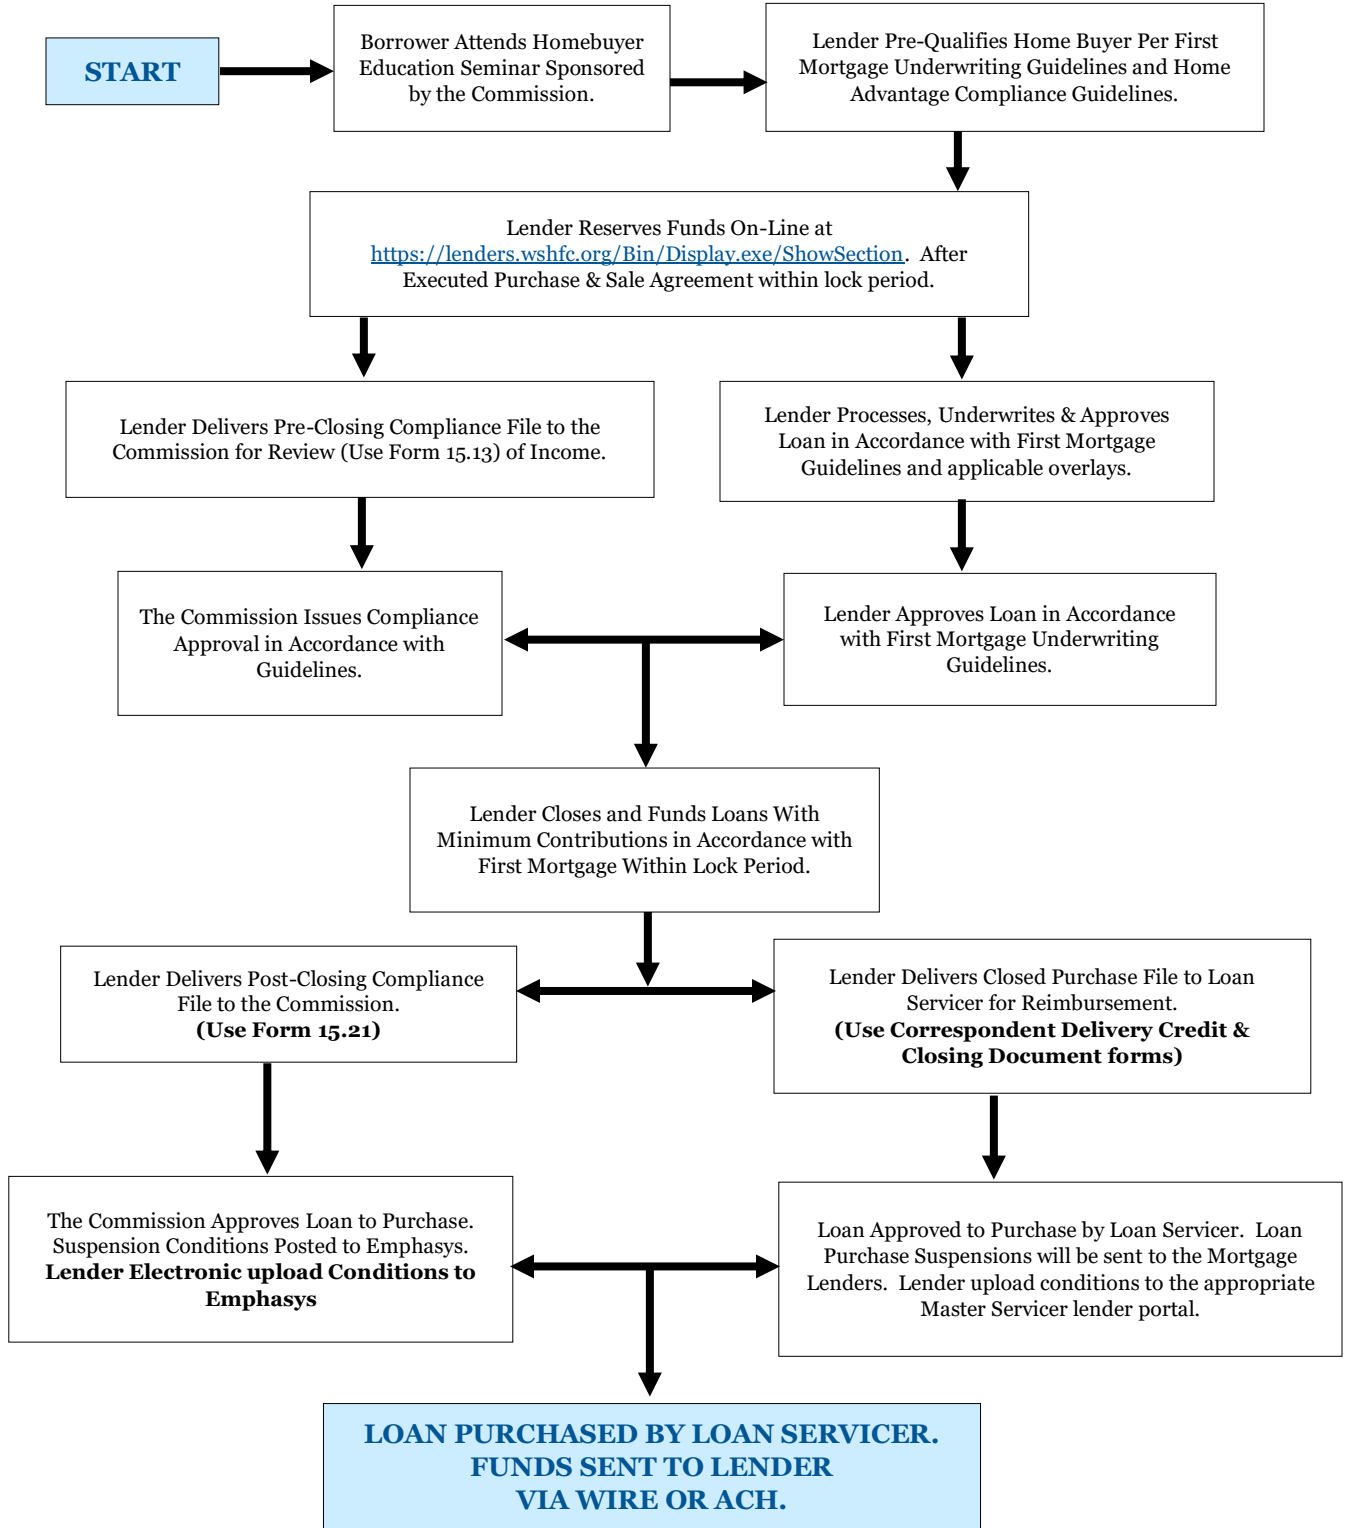 START
Borrower Attends Homebuyer
Education Seminar Sponsored
by the Commission.
Lender Pre-Qualifies Home Buyer Per First
Mortgage Underwriting Guidelines and Home
Advantage Compliance Guidelines.
Lender Reserves Funds On-Line at
https://lenders.wshfc.org/Bin/Display.exe/ShowSection.  After
Executed Purchase & Sale Agreement within lock period.
Lender Delivers Pre-Closing Compliance File to the
Commission for Review (Use Form 15.13) of Income.
Lender Processes, Underwrites & Approves
Loan in Accordance with First Mortgage
Guidelines and applicable overlays.
The Commission Issues Compliance
Approval in Accordance with
Guidelines.
Lender Approves Loan in Accordance
with First Mortgage Underwriting
Guidelines.
Lender Closes and Funds Loans With
Minimum Contributions in Accordance with
First Mortgage Within Lock Period.
Lender Delivers Post-Closing Compliance
File to the Commission.
(Use Form 15.21)
Lender Delivers Closed Purchase File to Loan
Servicer for Reimbursement.
(Use Correspondent Delivery Credit &
Closing Document forms)
The Commission Approves Loan to Purchase.
Suspension Conditions Posted to Emphasys.
Lender Electronic upload Conditions to
Emphasys
Loan Approved to Purchase by Loan Servicer.  Loan
Purchase Suspensions will be sent to the Mortgage
Lenders.  Lender upload conditions to the appropriate
Master Servicer lender portal.
LOAN PURCHASED BY LOAN SERVICER.
FUNDS SENT TO LENDER
VIA WIRE OR ACH.